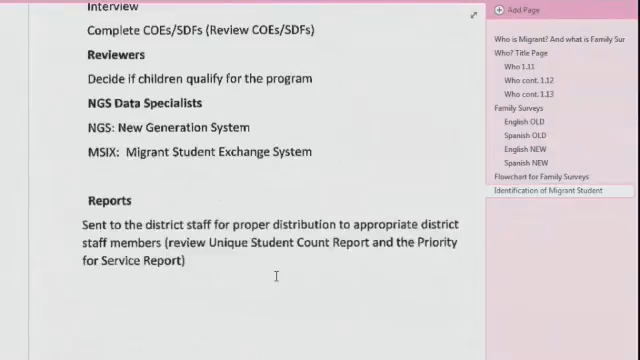 Interview
Complete COEs/SDFs (Review COEs/SDFs)
Reviewers
Decide if children qualify for the program
NGS Data Specialists
NGS: New Generation System
MSIX:  Migrant Student Exchange System
Reports
Sent to the district staff for proper distribution to appropriate district
staff members (review Unique Student Count Report and the Priority
for Service Report)
Add Page
Who is Migrant? And what is Family Sur
Who? Title Page
Who 1.11
Who cont. 1.12
Who cont. 1.13
Family Surveys
English OLD
Spanish OLD
English NEW
Spanish NEW
Flowchart for Family Surveys
Identification of Migrant Student